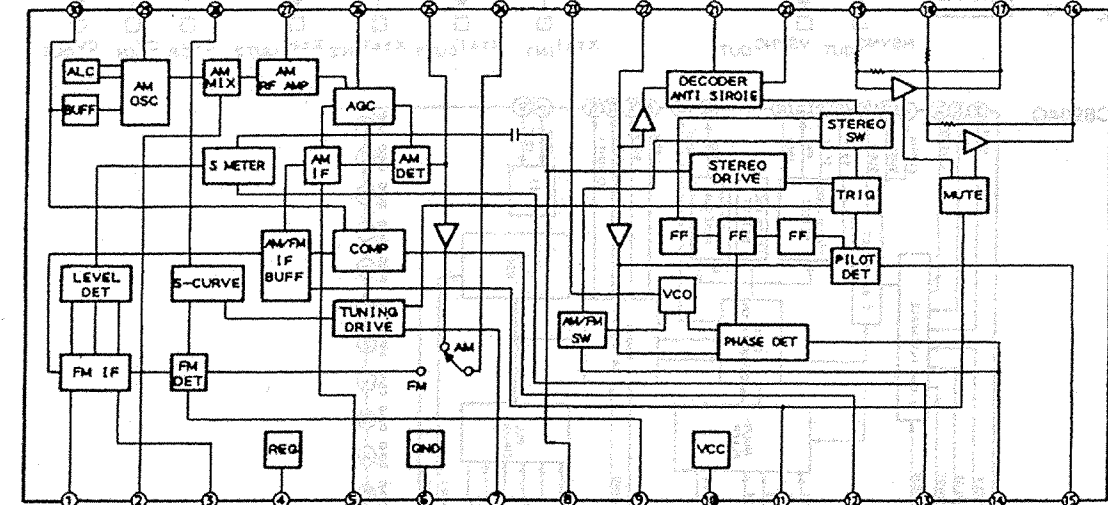 30 29 28 27 26 25 24 23 22 21 20 19 18 17 16
ALC
BUFF
AM
OSC
AM
MIX
AM
RF AMP
AGC
S METER
AM
IF
AM
DET
DECODER
ANTI SIROIE
STEREO
SW
STEREO
DRIVE
TRIG
MUTE
FF
FF
FF
PILOT
DET
AM/FM
IF
BUFF
COMP
LEVEL
DET
S-CURVE
TUNING
DRIVE
VCO
AM/FM
SW
PHASE DET
FM IF
FM
DET
AM
FM
REG
GND
VCC
1 2 3 4 5 6 7 8 9 10 11 12 13 14 15